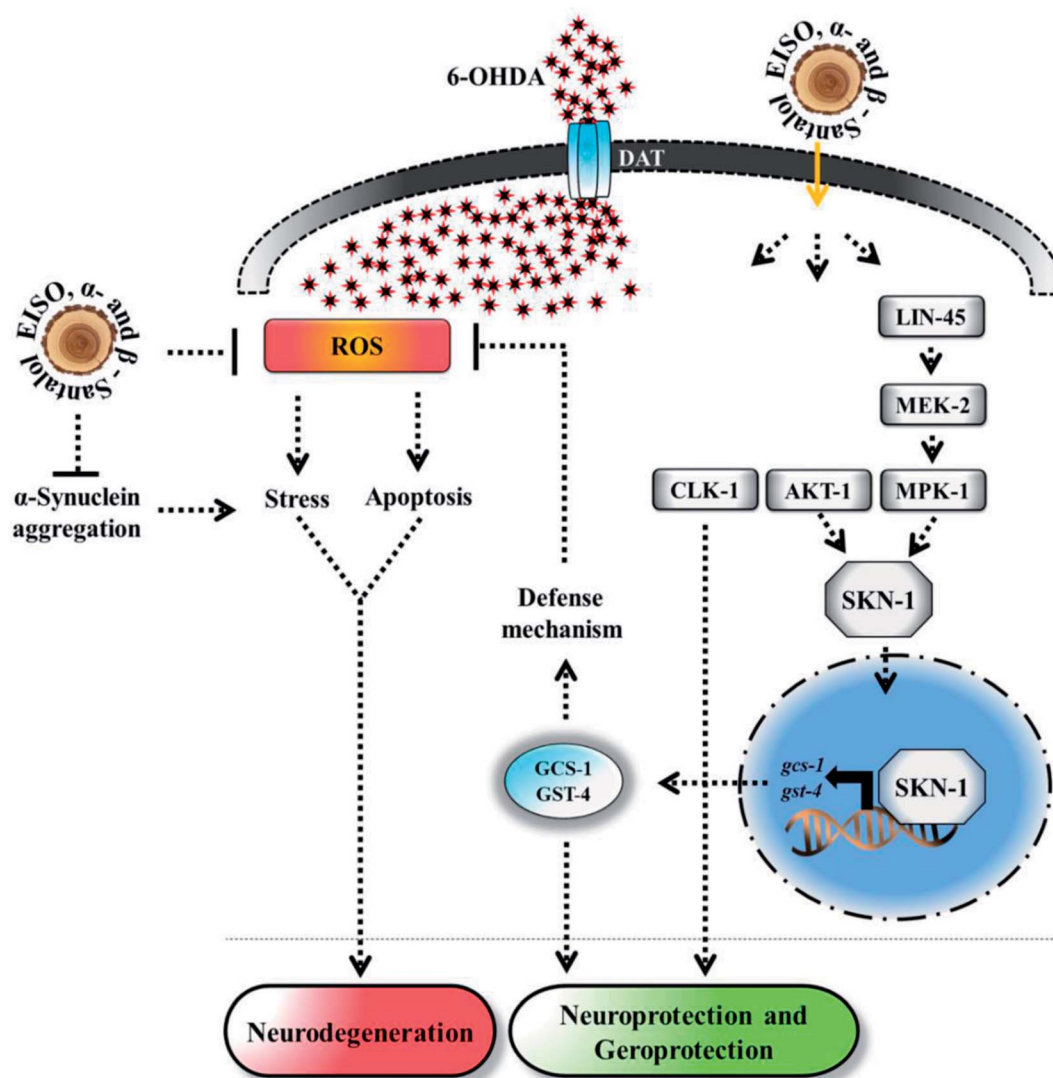 6-OHDA
EISO, α- and
β - Santalol
DAT
EISO, α- and
β - Santalol
ROS
LIN-45
MEK-2
CLK-1
AKT-1
MPK-1
α-Synuclein
aggregation
Stress
Apoptosis
SKN-1
Defense
mechanism
GCS-1
GST-4
gcs-1
gst-4
SKN-1
Neurodegeneration
Neuroprotection and
Geroprotection